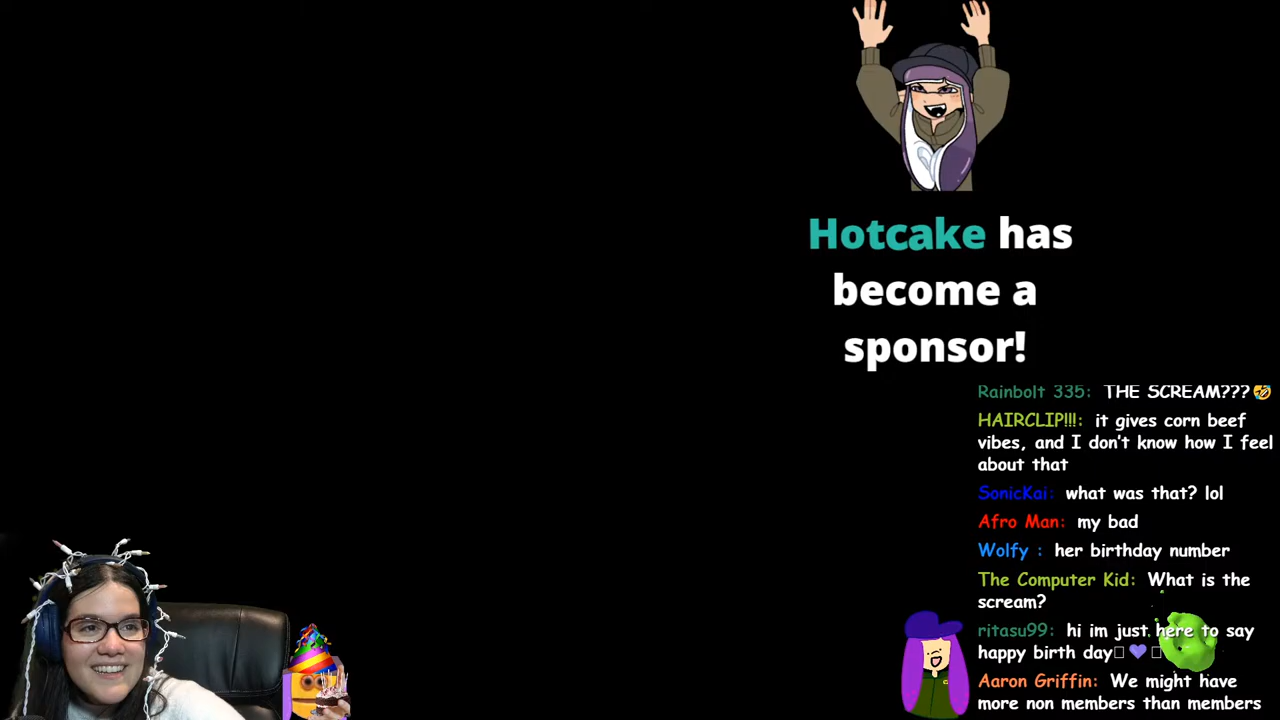 Hotcake has
become a
sponsor!
Rainbolt 335: THE SCREAM???🤣
HAIRCLIP!!!: it gives corn beef
vibes, and I don't know how I feel
about that
SonicKai: what was that? lol
Afro Man: my bad
Wolfy : her birthday number
The Computer Kid: What is the
scream?
ritasu99: hi im just here to say
happy birth day□💜□
Aaron Griffin: We might have
more non members than members